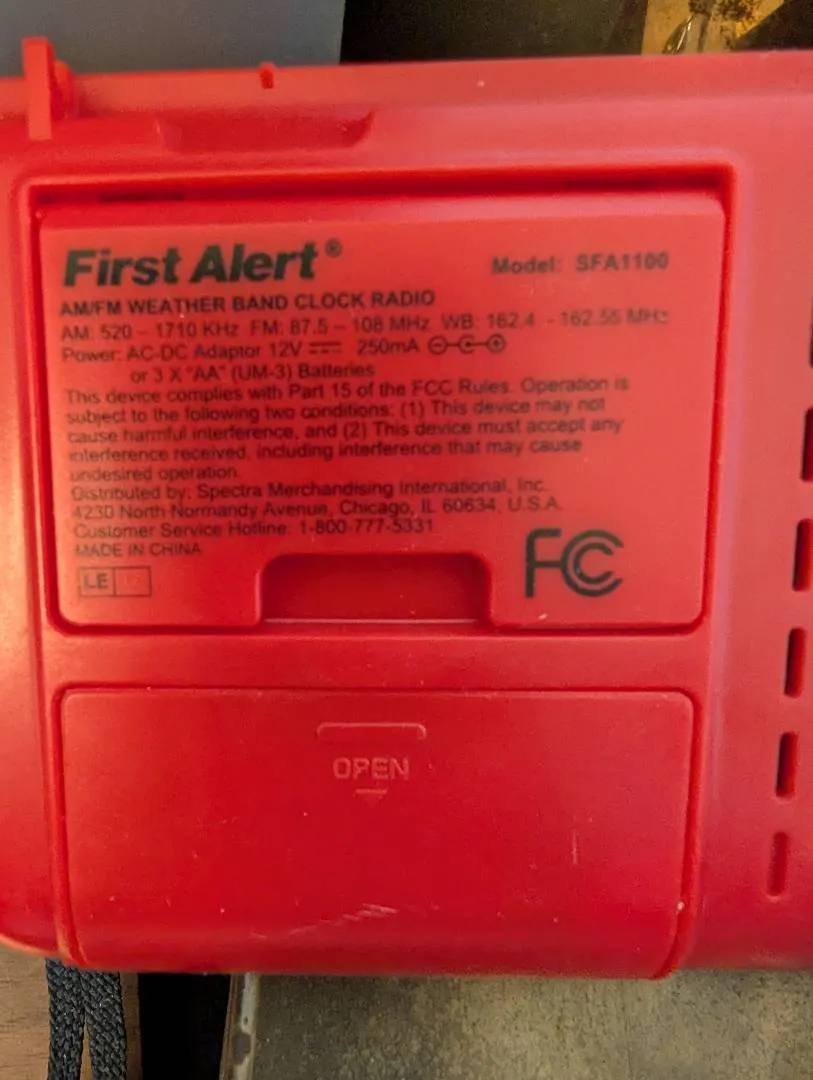 First Alert®
Model: SFA1100
AM/FM WEATHER BAND CLOCK RADIO
AM: 520 – 1710 KHz FM: 87.5 – 108 MHz WB: 162.4 - 162.55 MHz
Power: AC-DC Adaptor 12V 250mA
or 3 X "AA" (UM-3) Batteries
This device complies with Part 15 of the FCC Rules. Operation is
subject to the following two conditions: (1) This device may not
cause harmful interference, and (2) This device must accept any
interference received, including interference that may cause
undesired operation.
Distributed by: Spectra Merchandising International, Inc.
4230 North Normandy Avenue, Chicago, IL 60634, U.S.A.
Customer Service Hotline: 1-800-777-5331
MADE IN CHINA
LE
FC
OPEN